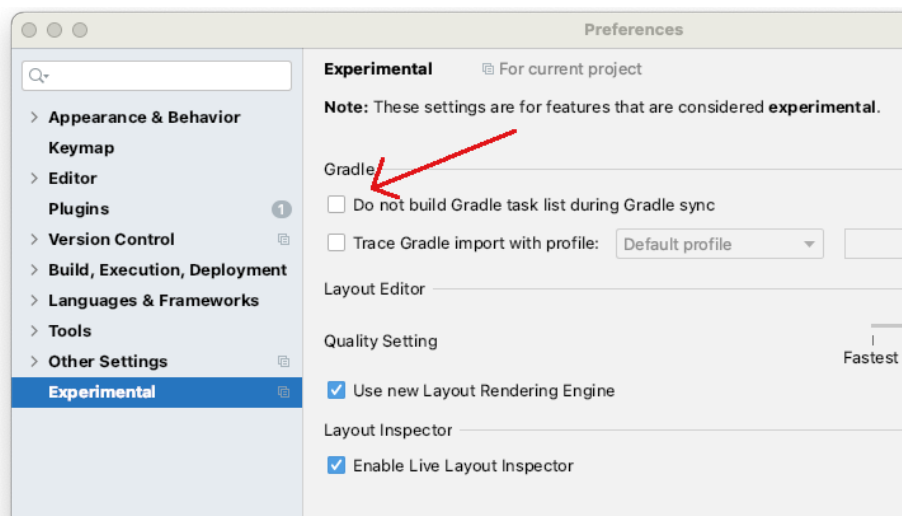 Preferences
Appearance & Behavior
Keymap
Editor
Plugins 1
Version Control
Build, Execution, Deployment
Languages & Frameworks
Tools
Other Settings
Experimental
Experimental For current project
Note: These settings are for features that are considered experimental.
Gradle
Do not build Gradle task list during Gradle sync
Trace Gradle import with profile: Default profile
Layout Editor
Quality Setting
Fastest
Use new Layout Rendering Engine
Layout Inspector
Enable Live Layout Inspector